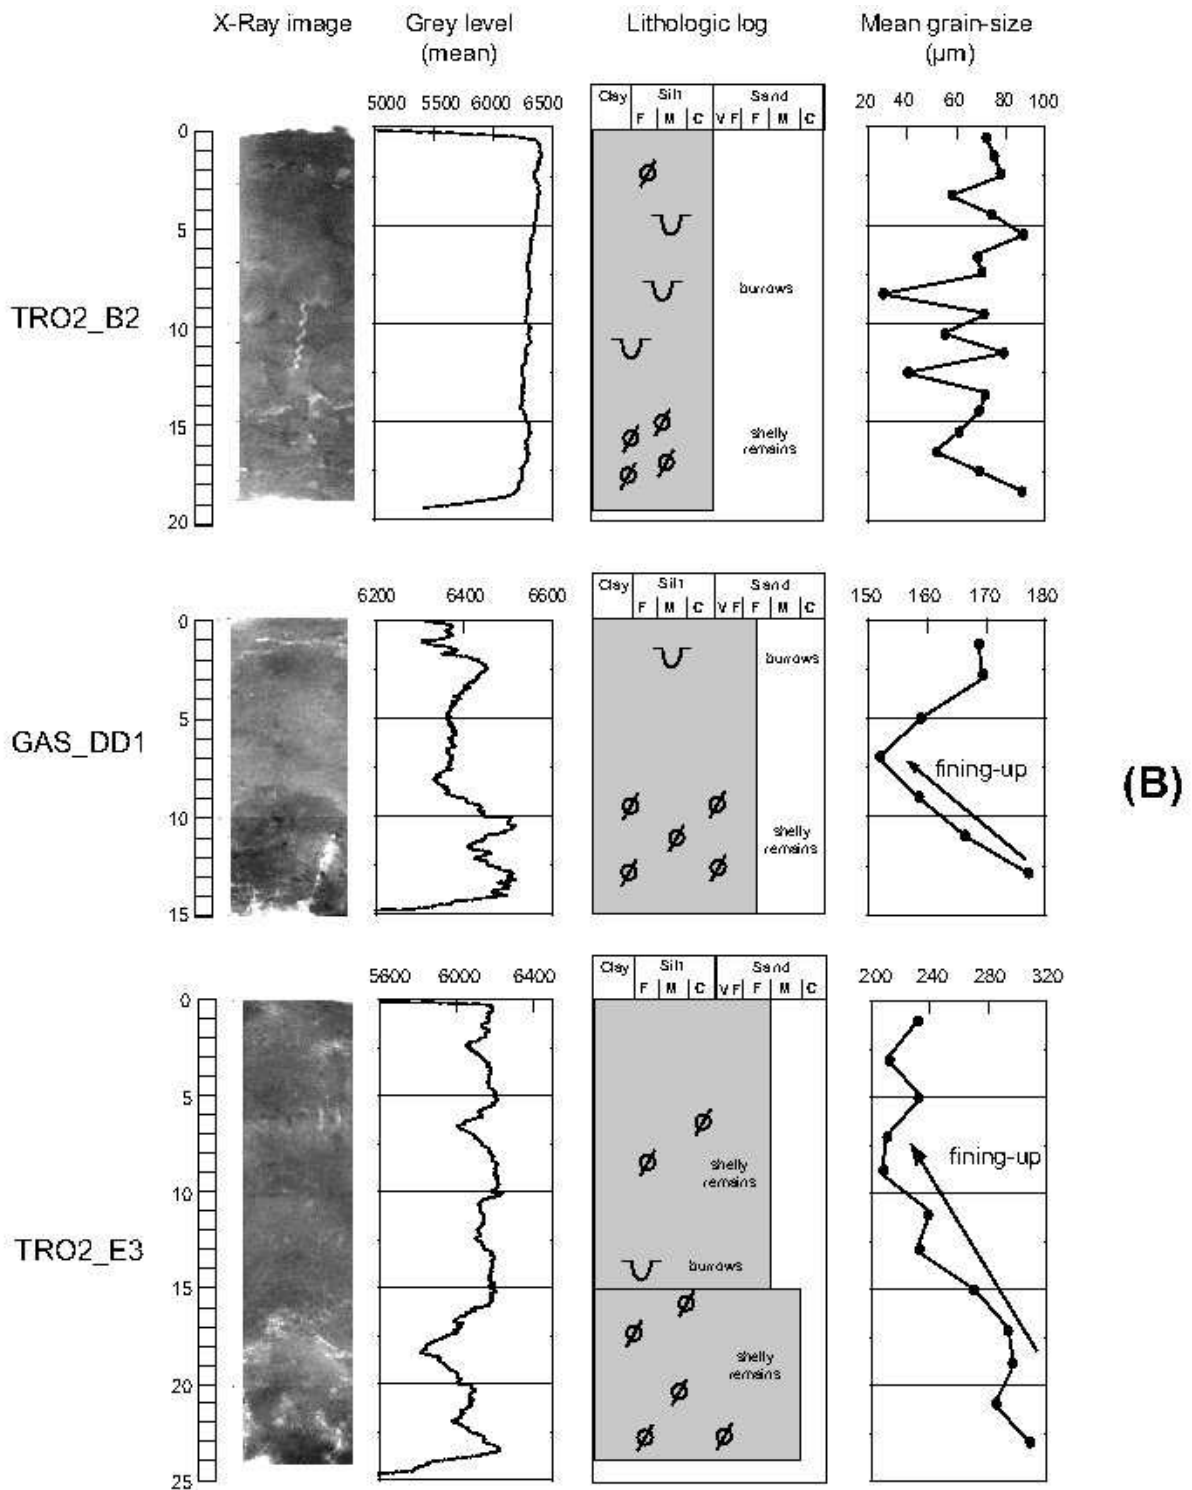 X-Ray image Grey level Lithologic log Mean grain-size
(mean) (µm)
5000 5500 6000 6500 Clay Silt Sand 20 40 60 80 100
F M C V F F M C
0
5
burrows
TRO2_B2
10
15 shelly
remains
20
6200 6400 6600 Clay Silt Sand 150 160 170 180
F M C V F F M C
0
burrows
5
GAS_DD1 fining-up (B)
10
shelly
remains
15
5600 6000 6400 Clay Silt Sand 200 240 280 320
F M C V F F M C
0
5
shelly fining-up
remains
10
TRO2_E3
burrows
15
shelly
remains
20
25